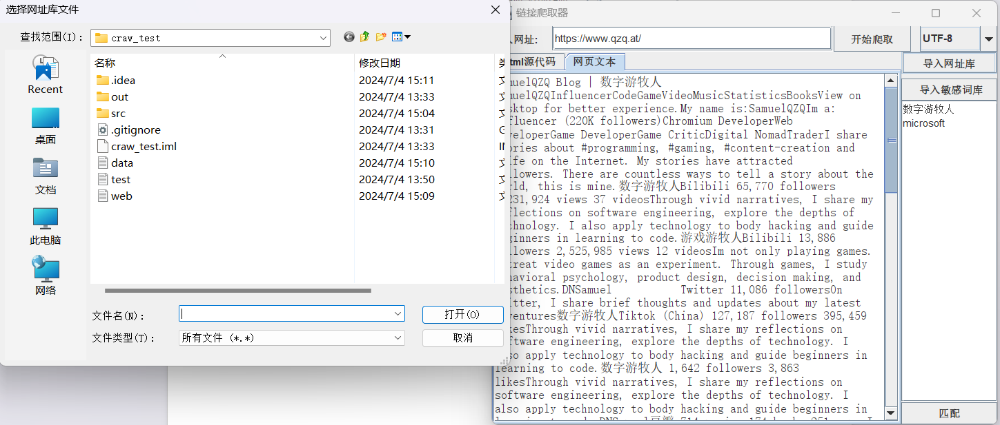 选择网址库文件
查找范围(I):
craw_test
Recent
桌面
文档
此电脑
网络
名称
修改日期
.idea
2024/7/4 15:11
out
2024/7/4 13:33
src
2024/7/4 15:04
.gitignore
2024/7/4 13:31
craw_test.iml
2024/7/4 13:33
data
2024/7/4 15:10
test
2024/7/4 13:50
web
2024/7/4 15:09
文件名(N):
打开(O)
文件类型(T):
所有文件 (*.*)
取消
链接爬取器
网址:
https://www.qzq.at/
开始爬取
UTF-8
tml源代码
网页文本
导入网址库
导入敏感词库
数字游牧人
microsoft
匹配
muelQZQ Blog | 数字游牧人
muelQZQInfluencerCodeGameVideoMusicStatisticsBooksView on
sktop for better experience.My name is:SamuelQZQIm a:
fluencer (220K followers)Chromium DeveloperWeb
veloperGame DeveloperGame CriticDigital NomadTraderI share
ories about #programming, #gaming, #content-creation and
fe on the Internet. My stories have attracted
llowers. There are countless ways to tell a story about the
rld, this is mine.数字游牧人Bilibili 65,770 followers
231,924 views 37 videosThrough vivid narratives, I share my
flections on software engineering, explore the depths of
chnology. I also apply technology to body hacking and guide
ginners in learning to code.游戏游牧人Bilibili 13,886
llowers 2,525,985 views 12 videosIm not only playing games.
treat video games as an experiment. Through games, I study
havioral psychology, product design, decision making, and
sthetics.DNSamuel Twitter 11,086 followersOn
itter, I share brief thoughts and updates about my latest
ventures数字游牧人Tiktok (China) 127,187 followers 395,459
kesThrough vivid narratives, I share my reflections on
ftware engineering, explore the depths of technology. I
so apply technology to body hacking and guide beginners in
learning to code.数字游牧人 1,642 followers 3,863
likesThrough vivid narratives, I share my reflections on
software engineering, explore the depths of technology. I
also apply technology to body hacking and guide beginners in